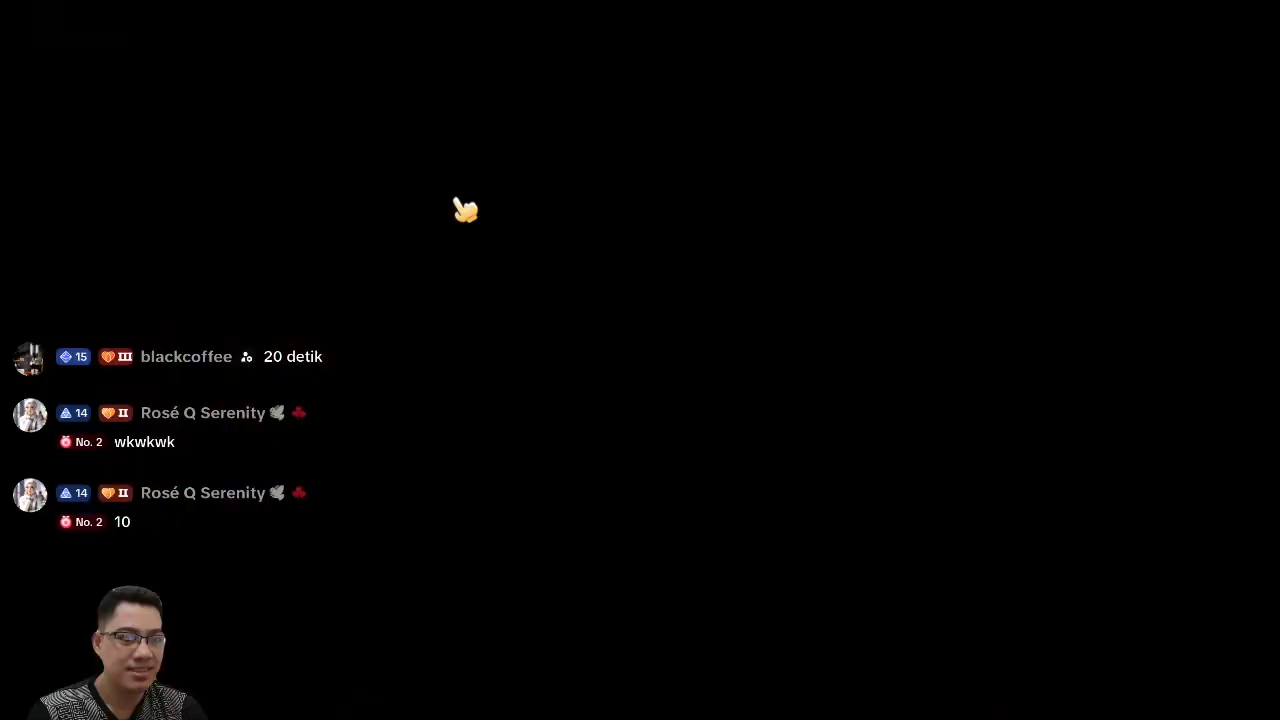 15 III blackcoffee 20 detik
14 II Rosé Q Serenity
No. 2 wkwkwk
14 II Rosé Q Serenity
No. 2 10